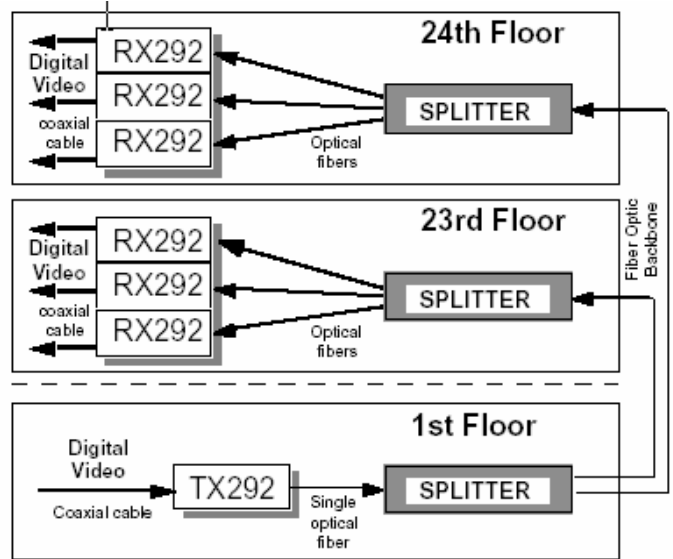 24th Floor
RX292
RX292
RX292
Digital
Video
coaxial
cable
Optical
fibers
SPLITTER
23rd Floor
RX292
RX292
RX292
Digital
Video
coaxial
cable
Optical
fibers
SPLITTER
Fiber Optic
Backbone
1st Floor
Digital
Video
Coaxial cable
TX292
Single
optical
fiber
SPLITTER